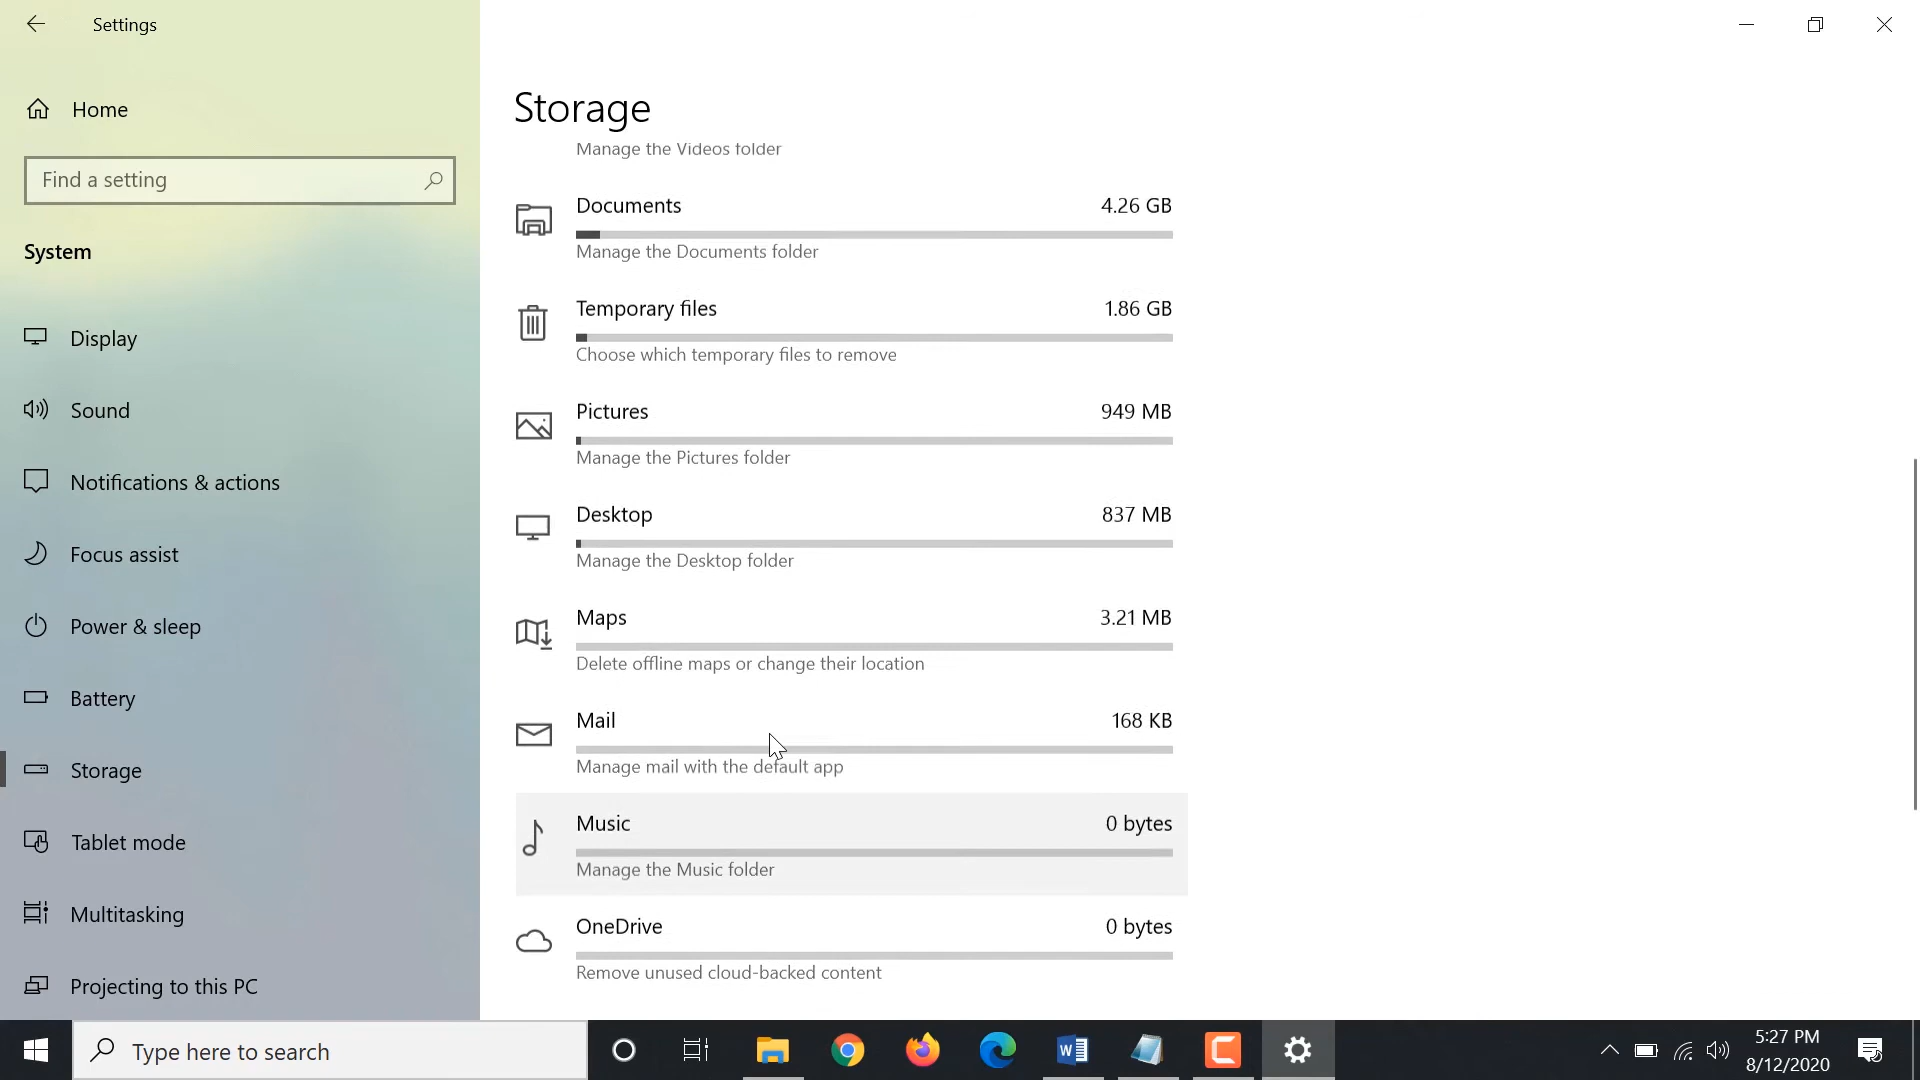 Settings
Home
Find a setting
System
Display
Sound
Notifications & actions
Focus assist
Power & sleep
Battery
Storage
Tablet mode
Multitasking
Projecting to this PC
Storage
Manage the Videos folder
Documents 4.26 GB
Manage the Documents folder
Temporary files 1.86 GB
Choose which temporary files to remove
Pictures 949 MB
Manage the Pictures folder
Desktop 837 MB
Manage the Desktop folder
Maps 3.21 MB
Delete offline maps or change their location
Mail 168 KB
Manage mail with the default app
Music 0 bytes
Manage the Music folder
OneDrive 0 bytes
Remove unused cloud-backed content
Type here to search
5:27 PM
8/12/2020